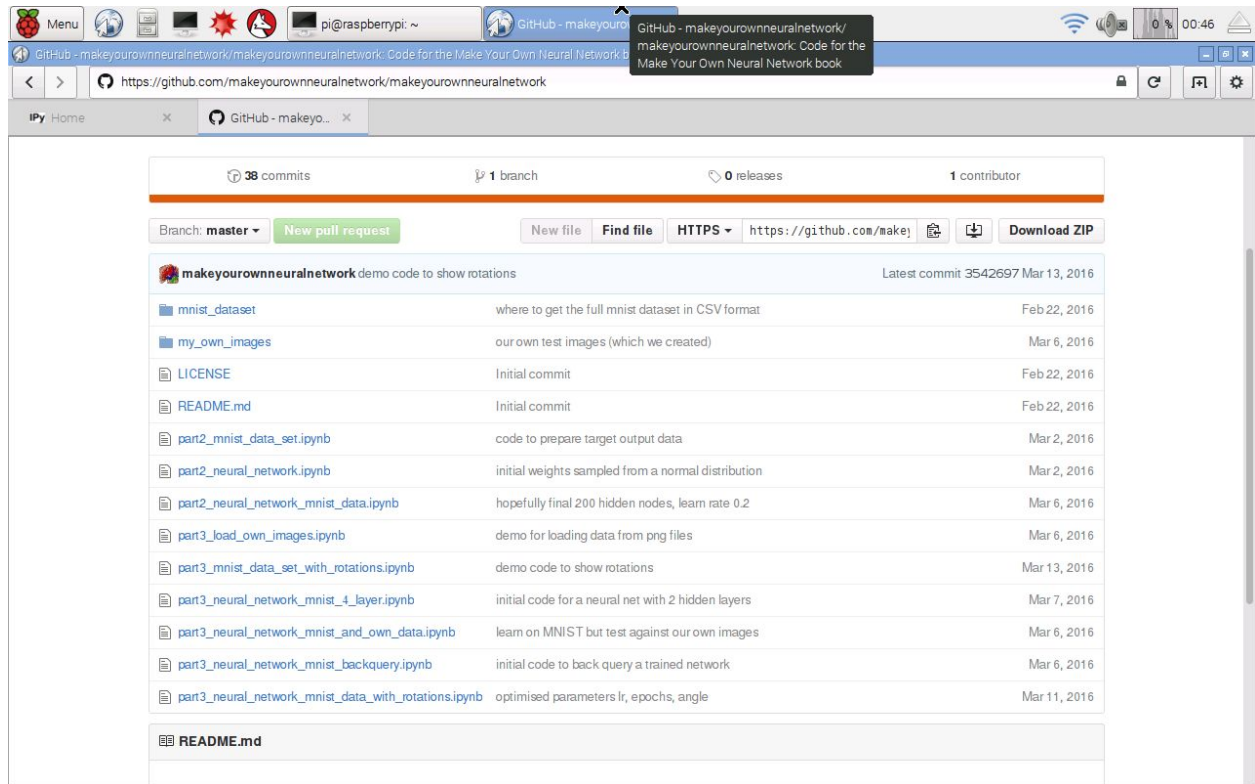 Menu
pi@raspberrypi: ~
GitHub - makeyourow
0 %
00:46
GitHub - makeyourownneuralnetwork/
makeyourownneuralnetwork: Code for the
Make Your Own Neural Network book
GitHub - makeyourownneuralnetwork/makeyourownneuralnetwork: Code for the Make Your Own Neural Network b
https://github.com/makeyourownneuralnetwork/makeyourownneuralnetwork
IPy Home
GitHub - makeyo...
38 commits
1 branch
0 releases
1 contributor
Branch: master
New pull request
New file
Find file
HTTPS
https://github.com/makey
Download ZIP
makeyourownneuralnetwork demo code to show rotations
Latest commit 3542697 Mar 13, 2016
mnist_dataset where to get the full mnist dataset in CSV format Feb 22, 2016
my_own_images our own test images (which we created) Mar 6, 2016
LICENSE Initial commit Feb 22, 2016
README.md Initial commit Feb 22, 2016
part2_mnist_data_set.ipynb code to prepare target output data Mar 2, 2016
part2_neural_network.ipynb initial weights sampled from a normal distribution Mar 2, 2016
part2_neural_network_mnist_data.ipynb hopefully final 200 hidden nodes, learn rate 0.2 Mar 6, 2016
part3_load_own_images.ipynb demo for loading data from png files Mar 6, 2016
part3_mnist_data_set_with_rotations.ipynb demo code to show rotations Mar 13, 2016
part3_neural_network_mnist_4_layer.ipynb initial code for a neural net with 2 hidden layers Mar 7, 2016
part3_neural_network_mnist_and_own_data.ipynb learn on MNIST but test against our own images Mar 6, 2016
part3_neural_network_mnist_backquery.ipynb initial code to back query a trained network Mar 6, 2016
part3_neural_network_mnist_data_with_rotations.ipynb optimised parameters lr, epochs, angle Mar 11, 2016
README.md